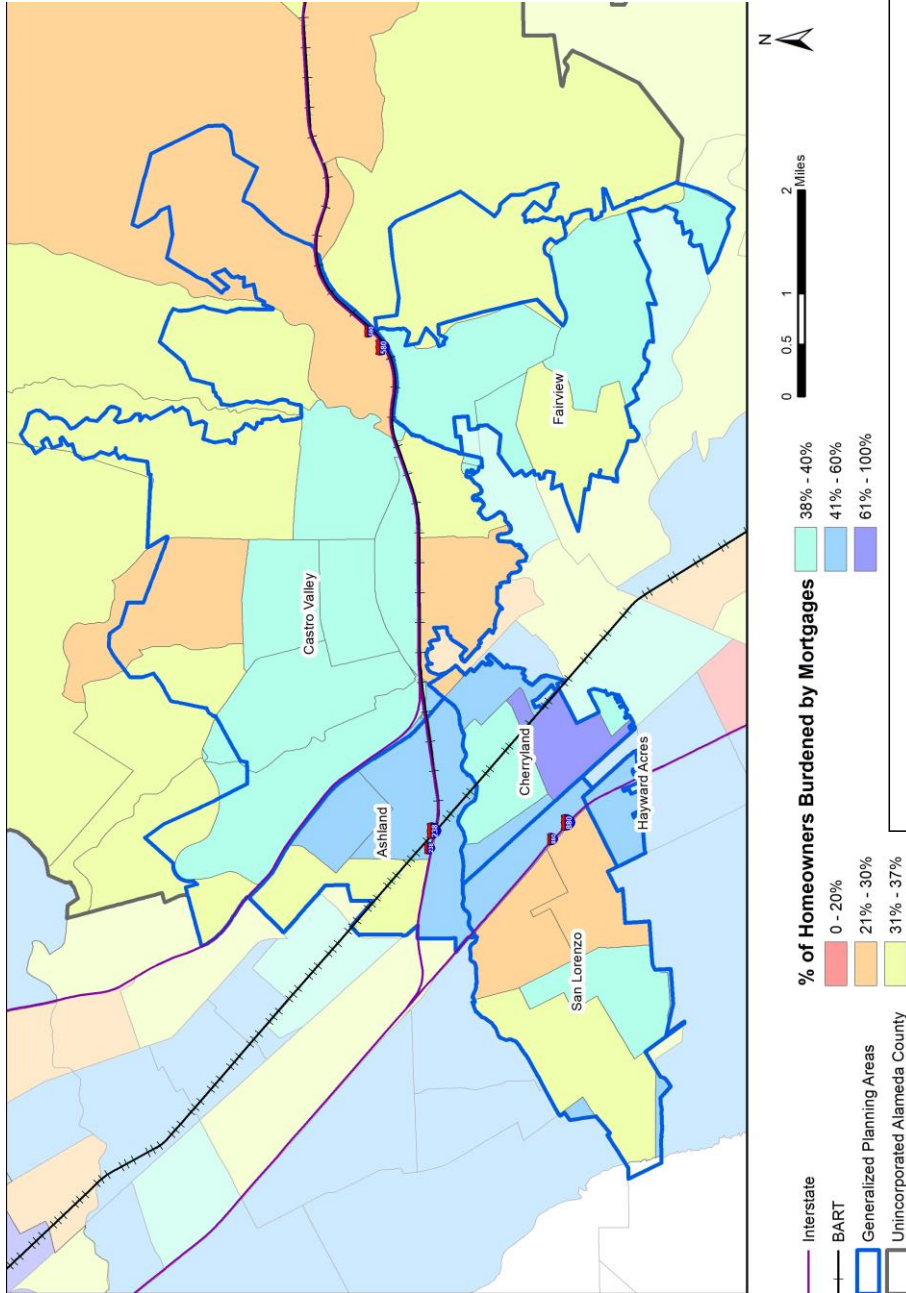 Castro Valley
Ashland
Cherryland
Fairview
San Lorenzo
Hayward Acres
580
238
880
N
Interstate
BART
Generalized Planning Areas
Unincorporated Alameda County
% of Homeowners Burdened by Mortgages
0 - 20%
21% - 30%
31% - 37%
38% - 40%
41% - 60%
61% - 100%
0 0.5 1 2
Miles